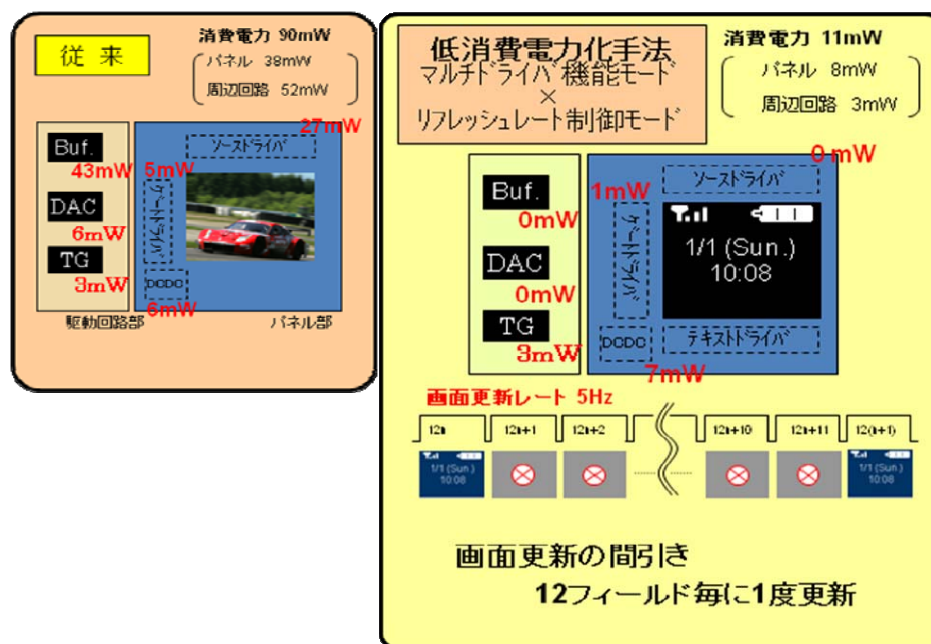 従来
消費電力 90mW
パネル 38mW
周辺回路 52mW
27mW
Buf.
43mW
DAC
6mW
TG
3mW
ソースドライバ
5mW
ゲートドライバ
DCDC
6mW
駆動回路部
パネル部
低消費電力化手法
マルチドライバ機能モード
×
リフレッシュレート制御モード
消費電力 11mW
パネル 8mW
周辺回路 3mW
0mW
Buf.
0mW
DAC
0mW
TG
3mW
ソースドライバ
1mW
ゲートドライバ
1/1 (Sun.)
10:08
DCDC
テキストドライバ
7mW
画面更新レート 5Hz
12n
12n+1
12n+2
12n+10
12n+11
12(n+1)
1/1 (Sun.)
10:08
1/1 (Sun.)
10:08
画面更新の間引き
12フィールド毎に1度更新